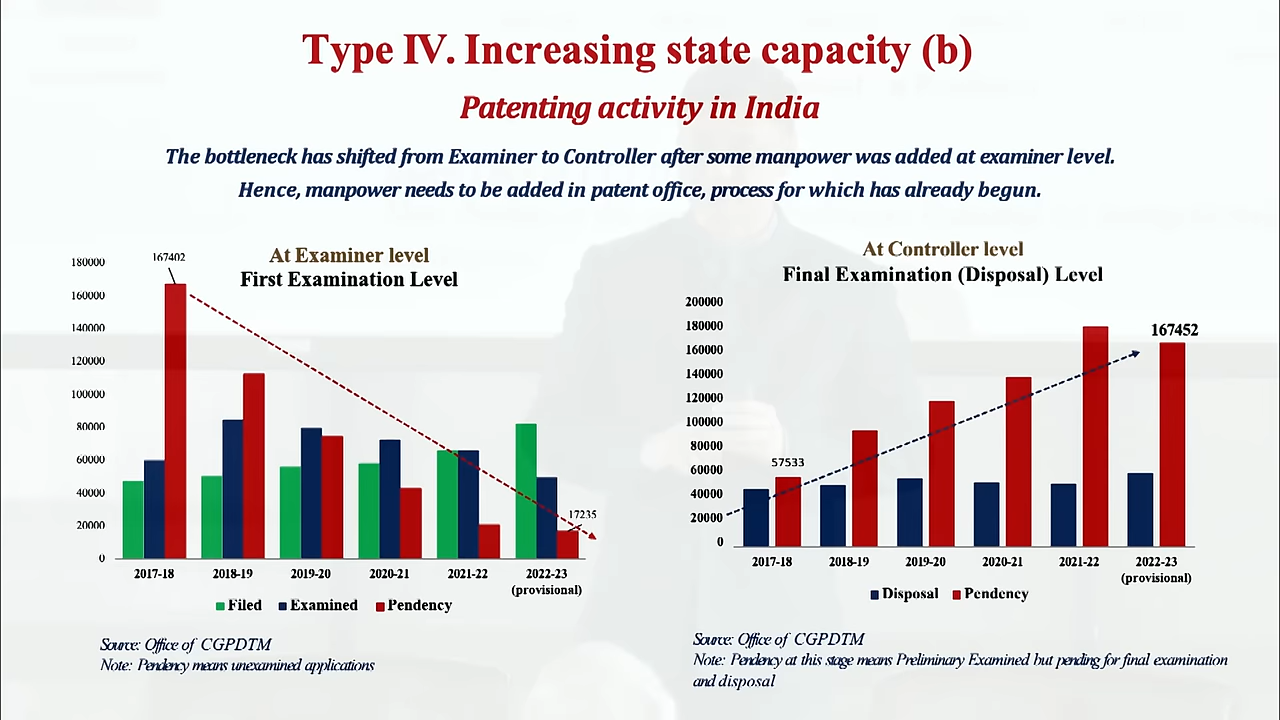 Type IV. Increasing state capacity (b)
Patenting activity in India
The bottleneck has shifted from Examiner to Controller after some manpower was added at examiner level.
Hence, manpower needs to be added in patent office, process for which has already begun.
At Examiner level
First Examination Level
180000
160000
140000
120000
100000
80000
60000
40000
20000
0
167402
17235
2017-18
2018-19
2019-20
2020-21
2021-22
2022-23
(provisional)
Filed
Examined
Pendency
Source: Office of CGPDTM
Note: Pendency means unexamined applications
At Controller level
Final Examination (Disposal) Level
200000
180000
160000
140000
120000
100000
80000
60000
40000
20000
0
57533
167452
2017-18
2018-19
2019-20
2020-21
2021-22
2022-23
(provisional)
Disposal
Pendency
Source: Office of CGPDTM
Note: Pendency at this stage means Preliminary Examined but pending for final examination
and disposal